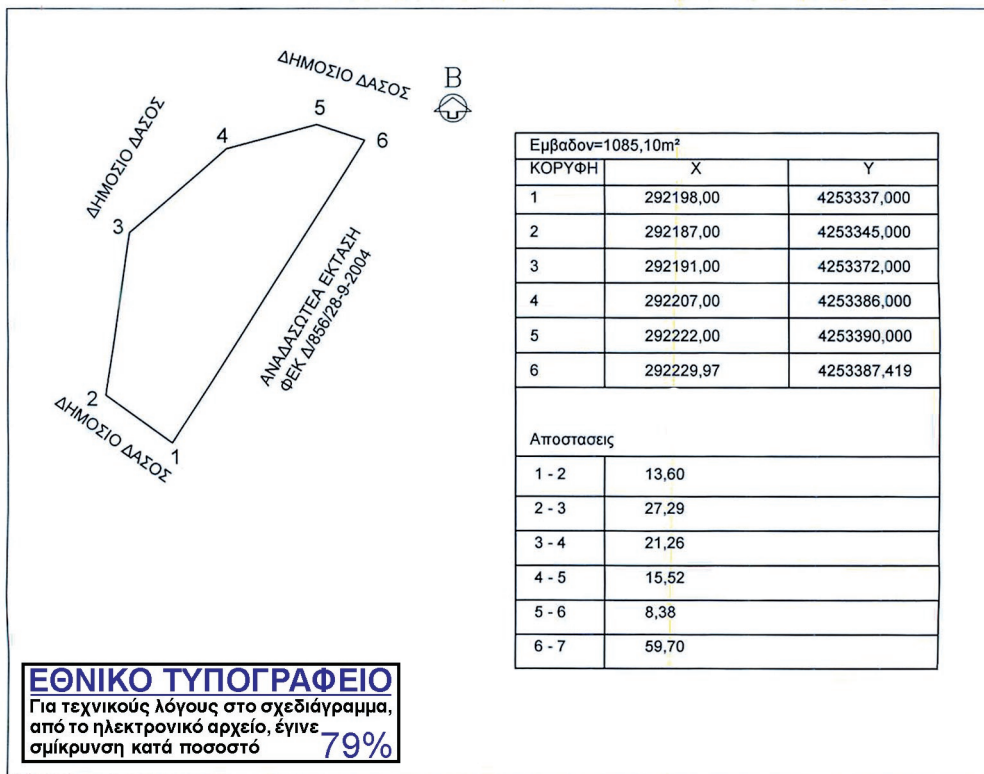 ΔΗΜΟΣΙΟ ΔΑΣΟΣ
Β
5
4
6
ΔΗΜΟΣΙΟ ΔΑΣΟΣ
3
ΑΝΑΔΑΣΩΤΕΑ ΕΚΤΑΣΗ
ΦΕΚ Δ/856/28-9-2004
2
ΔΗΜΟΣΙΟ ΔΑΣΟΣ
1
Εμβαδον=1085,10m²
ΚΟΡΥΦΗ X Y
1 292198,00 4253337,000
2 292187,00 4253345,000
3 292191,00 4253372,000
4 292207,00 4253386,000
5 292222,00 4253390,000
6 292229,97 4253387,419
Αποστασεις
1 - 2 13,60
2 - 3 27,29
3 - 4 21,26
4 - 5 15,52
5 - 6 8,38
6 - 7 59,70
ΕΘΝΙΚΟ ΤΥΠΟΓΡΑΦΕΙΟ
Για τεχνικούς λόγους στο σχεδιάγραμμα,
από το ηλεκτρονικό αρχείο, έγινε
σμίκρυνση κατά ποσοστό 79%